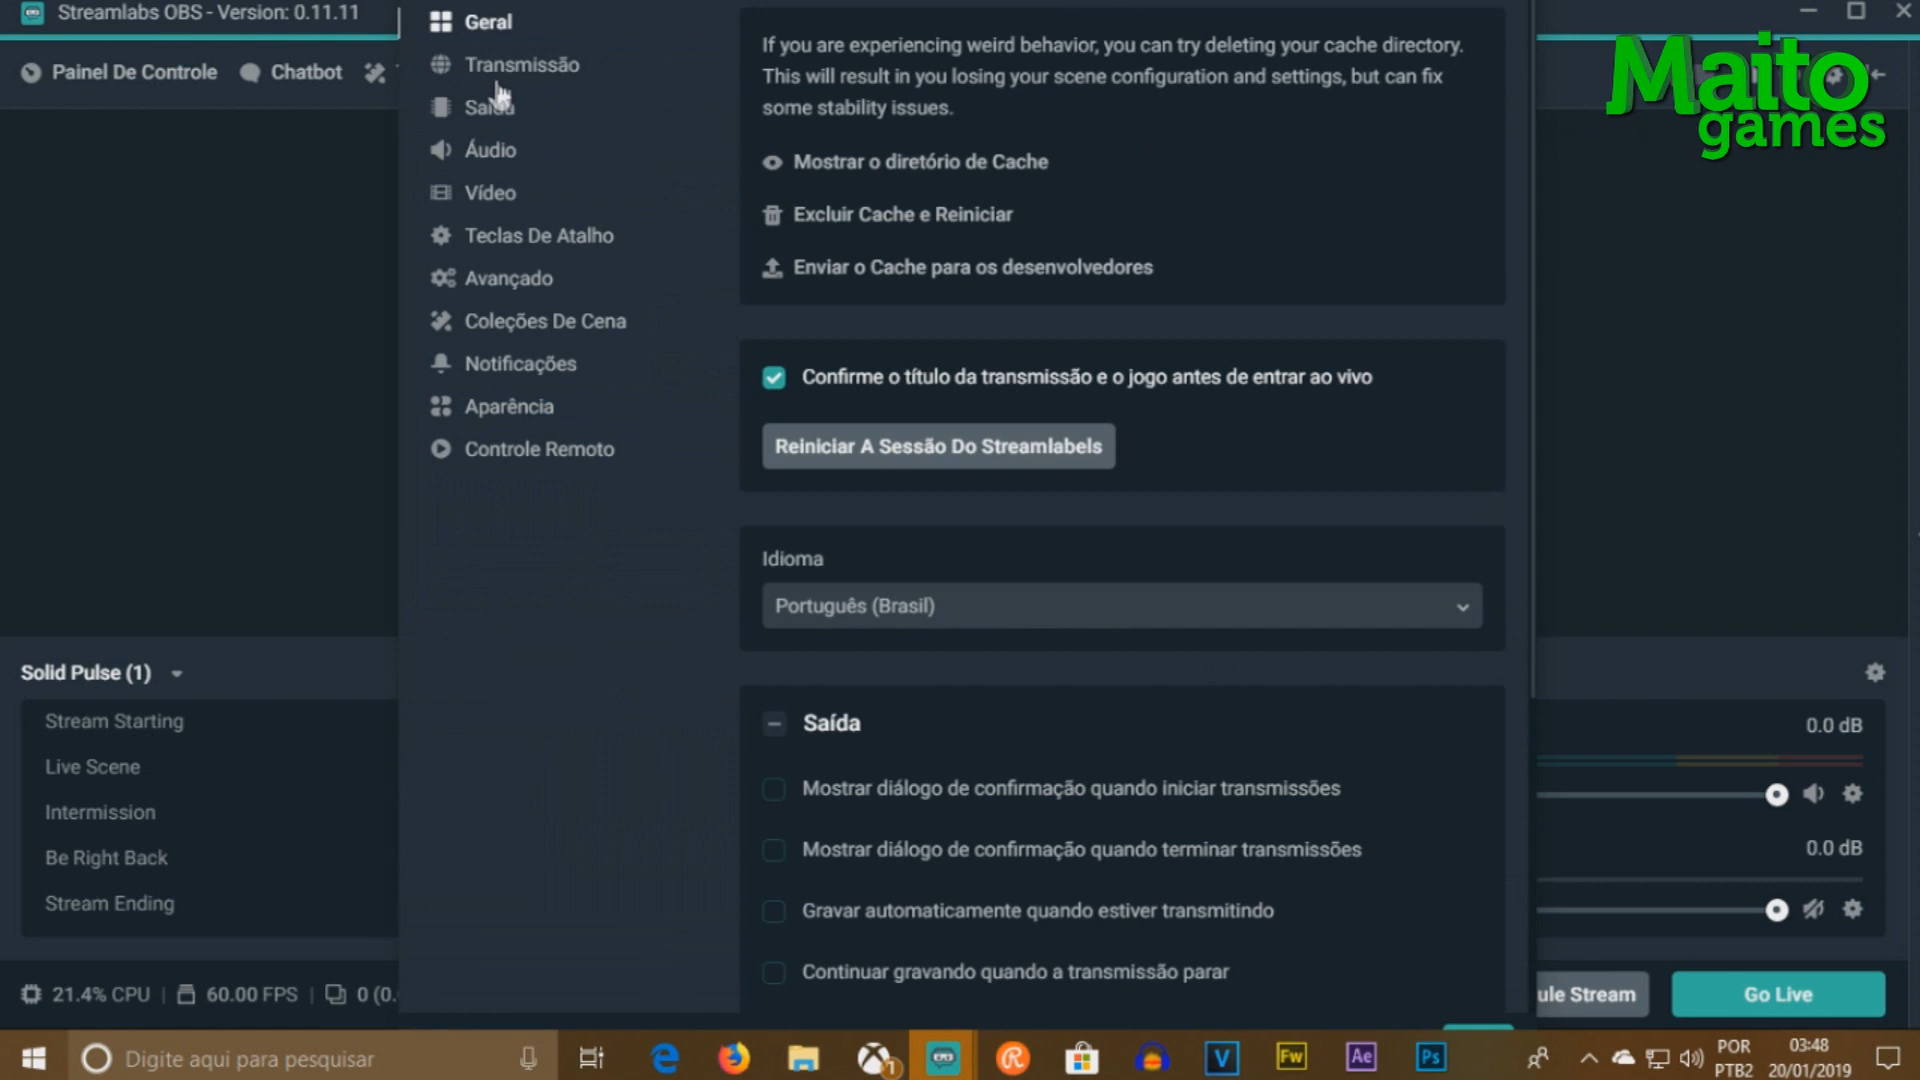 Streamlabs OBS - Version: 0.11.11
Painel De Controle
Chatbot
Geral
Transmissão
Saída
Áudio
Vídeo
Teclas De Atalho
Avançado
Coleções De Cena
Notificações
Aparência
Controle Remoto
If you are experiencing weird behavior, you can try deleting your cache directory.
This will result in you losing your scene configuration and settings, but can fix
some stability issues.
Mostrar o diretório de Cache
Excluir Cache e Reiniciar
Enviar o Cache para os desenvolvedores
Confirme o título da transmissão e o jogo antes de entrar ao vivo
Reiniciar A Sessão Do Streamlabels
Idioma
Português (Brasil)
Saída
Mostrar diálogo de confirmação quando iniciar transmissões
Mostrar diálogo de confirmação quando terminar transmissões
Gravar automaticamente quando estiver transmitindo
Continuar gravando quando a transmissão parar
Maito
games
Solid Pulse (1)
Stream Starting
Live Scene
Intermission
Be Right Back
Stream Ending
0.0 dB
0.0 dB
21.4% CPU | 60.00 FPS | 0 (0.
ule Stream
Go Live
Digite aqui para pesquisar
1
V
Fw
Ae
Ps
POR
PTB2
03:48
20/01/2019